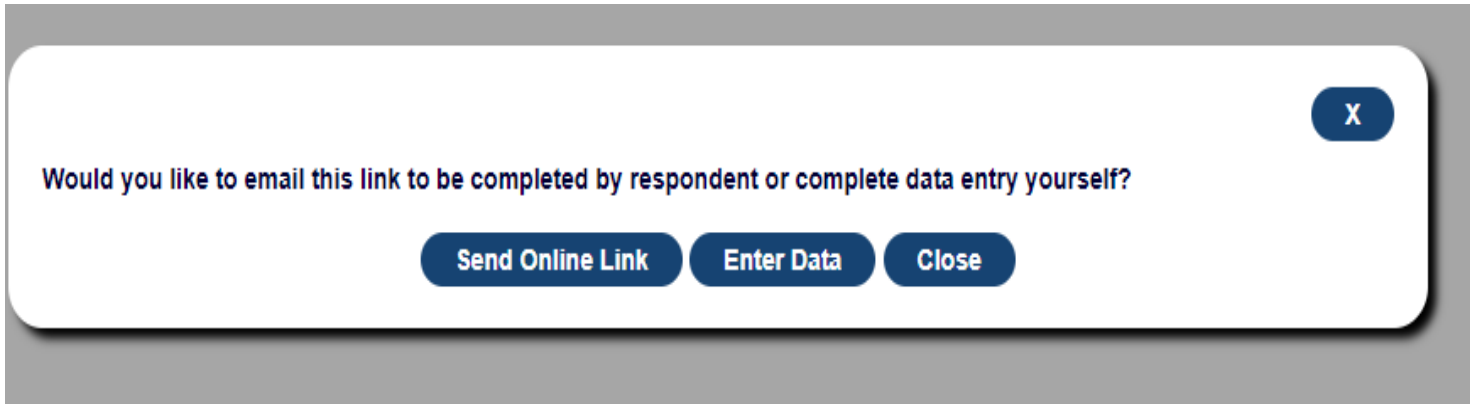 X
Would you like to email this link to be completed by respondent or complete data entry yourself?
Send Online Link Enter Data Close